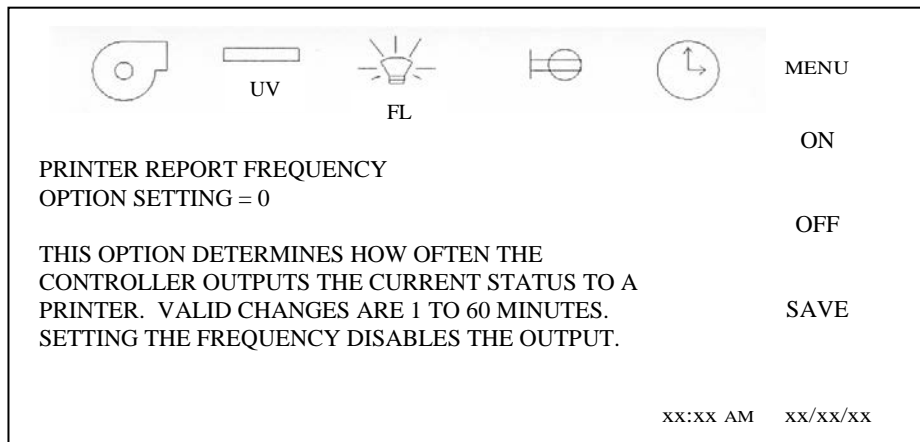 UV
FL
MENU
ON
OFF
SAVE
PRINTER REPORT FREQUENCY
OPTION SETTING = 0
THIS OPTION DETERMINES HOW OFTEN THE
CONTROLLER OUTPUTS THE CURRENT STATUS TO A
PRINTER. VALID CHANGES ARE 1 TO 60 MINUTES.
SETTING THE FREQUENCY DISABLES THE OUTPUT.
xx:xx AM xx/xx/xx